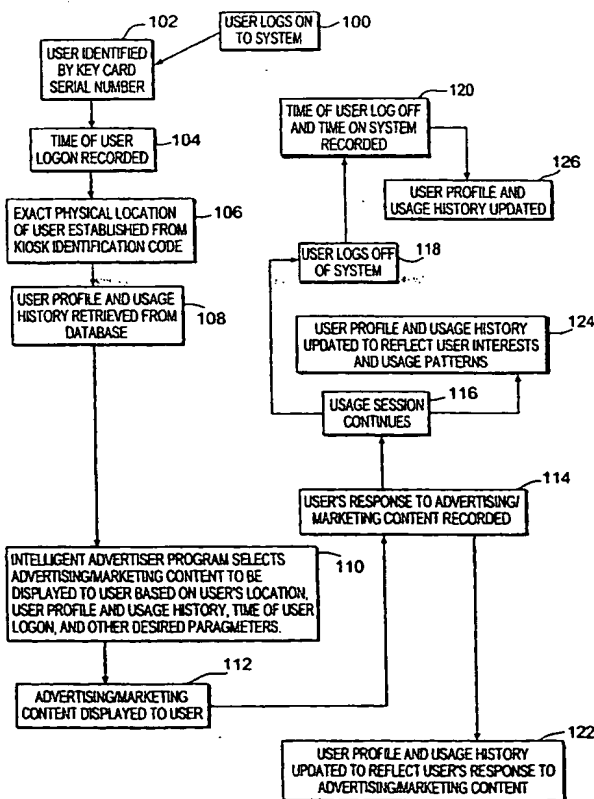 100
USER LOGS ON
TO SYSTEM
102
USER IDENTIFIED
BY KEY CARD
SERIAL NUMBER
104
TIME OF USER
LOGON RECORDED
106
EXACT PHYSICAL LOCATION
OF USER ESTABLISHED FROM
KIOSK IDENTIFICATION CODE
108
USER PROFILE AND USAGE
HISTORY RETRIEVED FROM
DATABASE
110
INTELLIGENT ADVERTISER PROGRAM SELECTS
ADVERTISING/MARKETING CONTENT TO BE
DISPLAYED TO USER BASED ON USER'S LOCATION,
USER PROFILE AND USAGE HISTORY, TIME OF USER
LOGON, AND OTHER DESIRED PARAGMETERS.
112
ADVERTISING/MARKETING
CONTENT DISPLAYED TO USER
114
USER'S RESPONSE TO ADVERTISING/
MARKETING CONTENT RECORDED
116
USAGE SESSION
CONTINUES
118
USER LOGS OFF
OF SYSTEM
120
TIME OF USER LOG OFF
AND TIME ON SYSTEM
RECORDED
126
USER PROFILE AND
USAGE HISTORY UPDATED
124
USER PROFILE AND USAGE HISTORY
UPDATED TO REFLECT USER INTERESTS
AND USAGE PATTERNS
122
USER PROFILE AND USAGE HISTORY
UPDATED TO REFLECT USER'S RESPONSE TO
ADVERTISING/MARKETING CONTENT